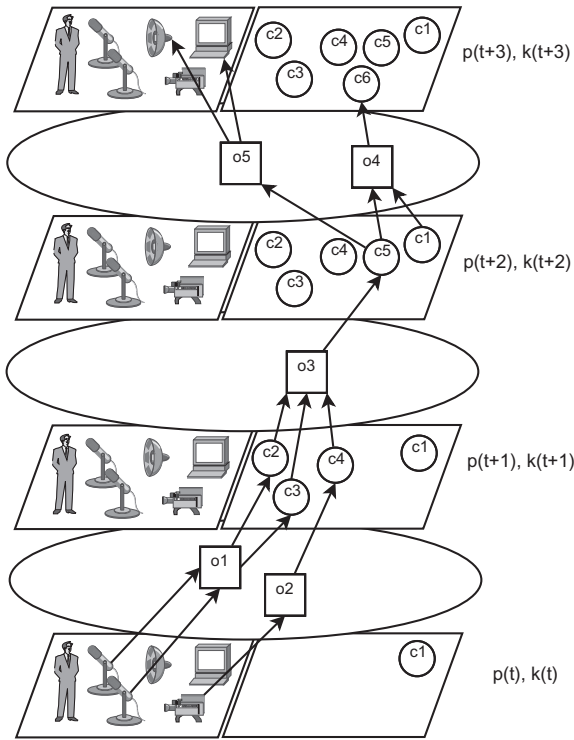 c1
c2
c4
c5
c3
c6
p(t+3), k(t+3)
o5
o4
c1
c2
c4
c5
c3
p(t+2), k(t+2)
o3
c1
c2
c4
c3
p(t+1), k(t+1)
o1
o2
c1
p(t), k(t)